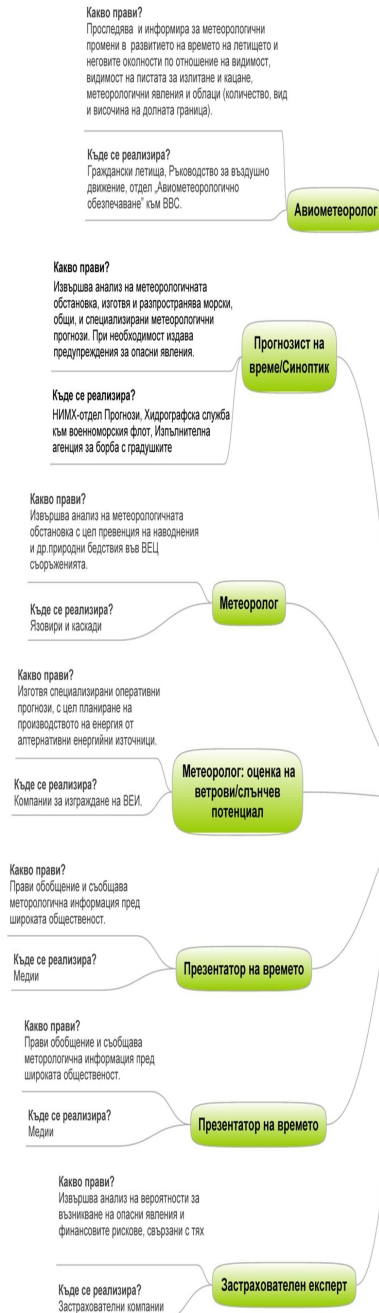 Какво прави?
Проследява и информира за метеорологични
промени в развитието на времето на летището и
неговите околности по отношение на видимост,
видимост на пистата за излитане и кацане,
метеорологични явления и облаци (количество, вид
и височина на долната граница).
Къде се реализира?
Граждански летища, Ръководство за въздушно
движение, отдел „Авиометеорологично
обезпечаване” към ВВС.
Авиометеоролог
Какво прави?
Извършва анализ на метеорологичната
обстановка, изготвя и разпространява морски,
общи, и специализирани метеорологични
прогнози. При необходимост издава
предупреждения за опасни явления.
Къде се реализира?
НИМХ-отдел Прогнози, Хидрографска служба
към военноморския флот, Изпълнителна
агенция за борба с градушките
Прогнозист на
време/Синоптик
Какво прави?
Извършва анализ на метеорологичната
обстановка с цел превенция на наводнения
и др.природни бедствия във ВЕЦ
съоръженията.
Къде се реализира?
Язовири и каскади
Метеоролог
Какво прави?
Изготвя специализирани оперативни
прогнози, с цел планиране на
производството на енергия от
алтернативни енергийни източници.
Къде се реализира?
Компании за изграждане на ВЕИ.
Метеоролог: оценка на
ветрови/слънчев
потенциал
Какво прави?
Прави обобщение и съобщава
меторологична информация пред
широката общественост.
Къде се реализира?
Медии
Презентатор на времето
Какво прави?
Прави обобщение и съобщава
меторологична информация пред
широката общественост.
Къде се реализира?
Медии
Презентатор на времето
Какво прави?
Извършва анализ на вероятности за
възникване на опасни явления и
финансовите рискове, свързани с тях
Къде се реализира?
Застрахователни компании
Застрахователен експерт